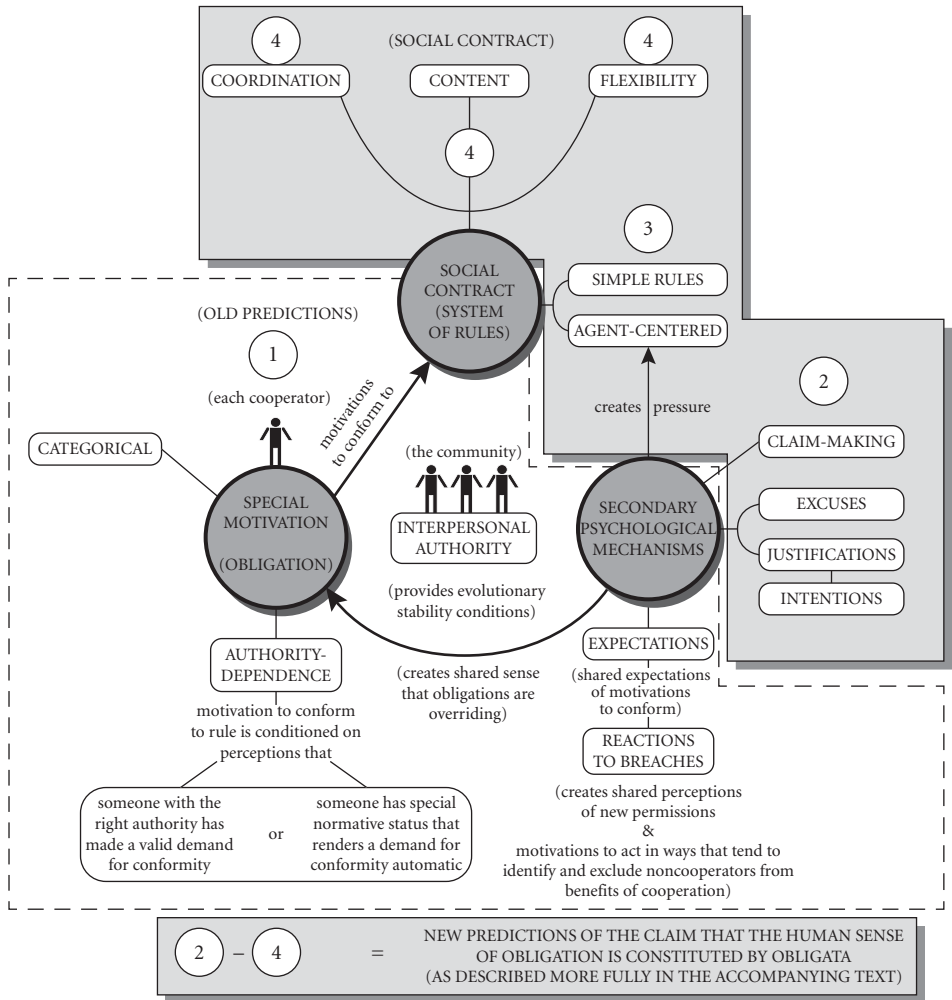 4
(SOCIAL CONTRACT)
4
COORDINATION
CONTENT
FLEXIBILITY
4
3
SOCIAL
CONTRACT
(SYSTEM
OF RULES)
SIMPLE RULES
AGENT-CENTERED
(OLD PREDICTIONS)
1
(each cooperator)
motivations
to conform to
creates pressure
2
CATEGORICAL
(the community)
CLAIM-MAKING
SPECIAL
MOTIVATION
(OBLIGATION)
INTERPERSONAL
AUTHORITY
SECONDARY
PSYCHOLOGICAL
MECHANISMS
EXCUSES
JUSTIFICATIONS
INTENTIONS
(provides evolutionary
stability conditions)
AUTHORITY-
DEPENDENCE
(creates shared sense
that obligations are
overriding)
EXPECTATIONS
(shared expectations
of motivations
to conform)
motivation to conform
to rule is conditioned on
perceptions that
REACTIONS
TO BREACHES
someone with the
right authority has
made a valid demand
for conformity
or
someone has special
normative status that
renders a demand for
conformity automatic
(creates shared perceptions
of new permissions
&
motivations to act in ways that tend to
identify and exclude noncooperators from
benefits of cooperation)
2 – 4 =
NEW PREDICTIONS OF THE CLAIM THAT THE HUMAN SENSE
OF OBLIGATION IS CONSTITUTED BY OBLIGATA
(AS DESCRIBED MORE FULLY IN THE ACCOMPANYING TEXT)